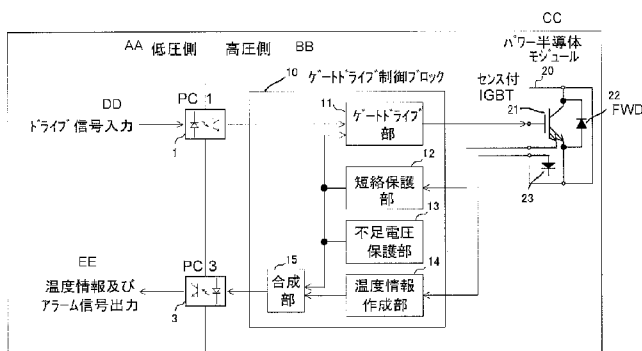 CC
AA 低圧側 高圧側 BB
パワー半導体
モジュール
10
ゲートドライブ制御ブロック
20
センス付
IGBT
22
FWD
DD
PC 1
11
ゲートドライブ
部
21
ドライブ信号入力
1
12
短絡保護
部
23
13
不足電圧
保護部
EE
PC 3
15
合成
部
14
温度情報
作成部
温度情報及び
アラーム信号出力
3